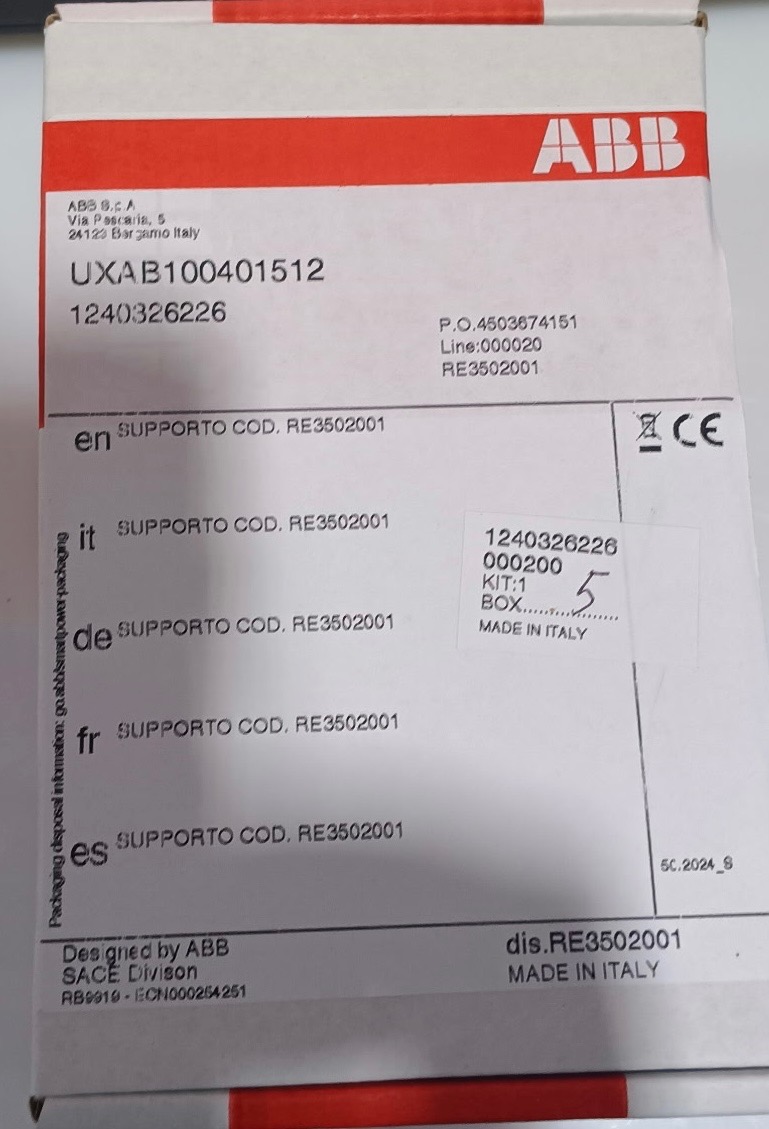 ABB
ABB S.p.A
Via Pescaria, 5
24123 Bergamo Italy
UXAB100401512
1240326226
P.O.4503674151
Line:000020
RE3502001
en SUPPORTO COD. RE3502001
it SUPPORTO COD. RE3502001
de SUPPORTO COD. RE3502001
fr SUPPORTO COD. RE3502001
es SUPPORTO COD. RE3502001
CE
1240326226
000200
KIT:1
BOX.................. 5
MADE IN ITALY
Packaging disposal information: go.abb/smartpower-packaging
5C.2024_S
Designed by ABB
SACE Divison
RB9919 - ECN000254251
dis.RE3502001
MADE IN ITALY